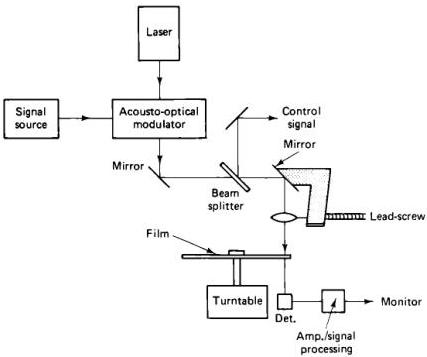 Laser
Signal
source
Acousto-optical
modulator
Control
signal
Mirror
Mirror
Beam
splitter
Lead-screw
Film
Turntable
Det.
Monitor
Amp./signal
processing